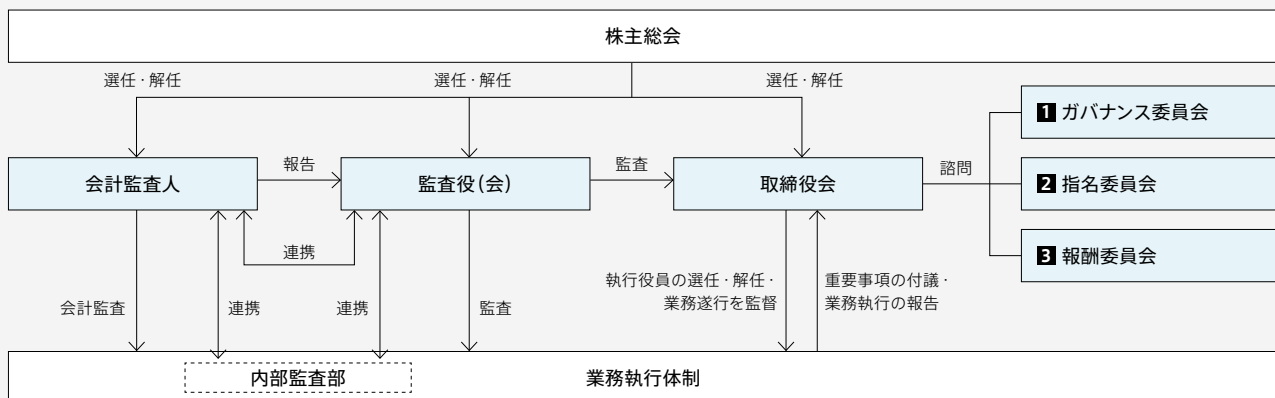 株主総会
選任・解任
選任・解任
選任・解任
1 ガバナンス委員会
会計監査人
報告
監査役（会）
監査
取締役会
諮問
2 指名委員会
連携
3 報酬委員会
会計監査
連携
連携
監査
執行役員の選任・解任・
業務遂行を監督
重要事項の付議・
業務執行の報告
内部監査部
業務執行体制